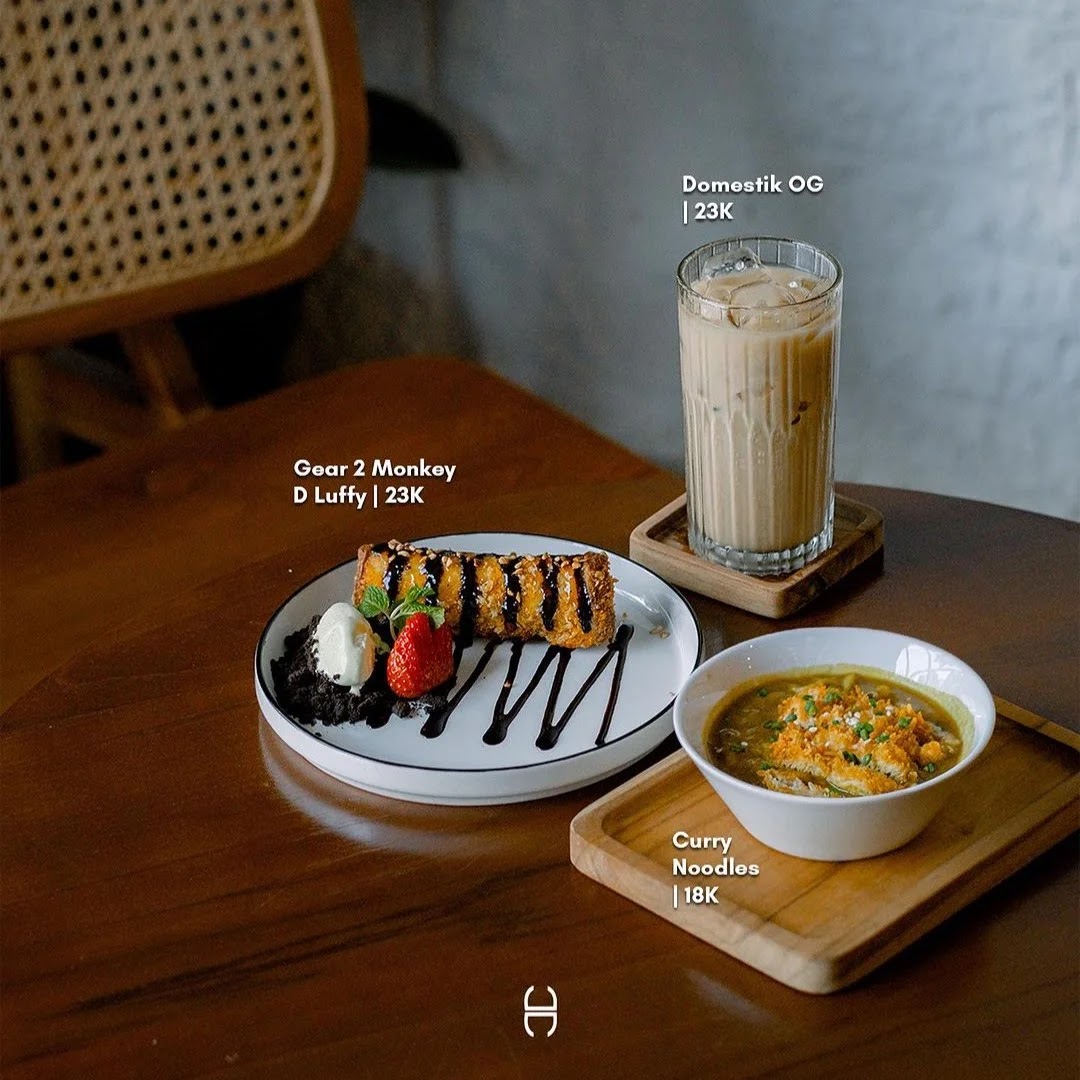 Domestik OG
| 23K
Gear 2 Monkey
D Luffy | 23K
Curry
Noodles
| 18K